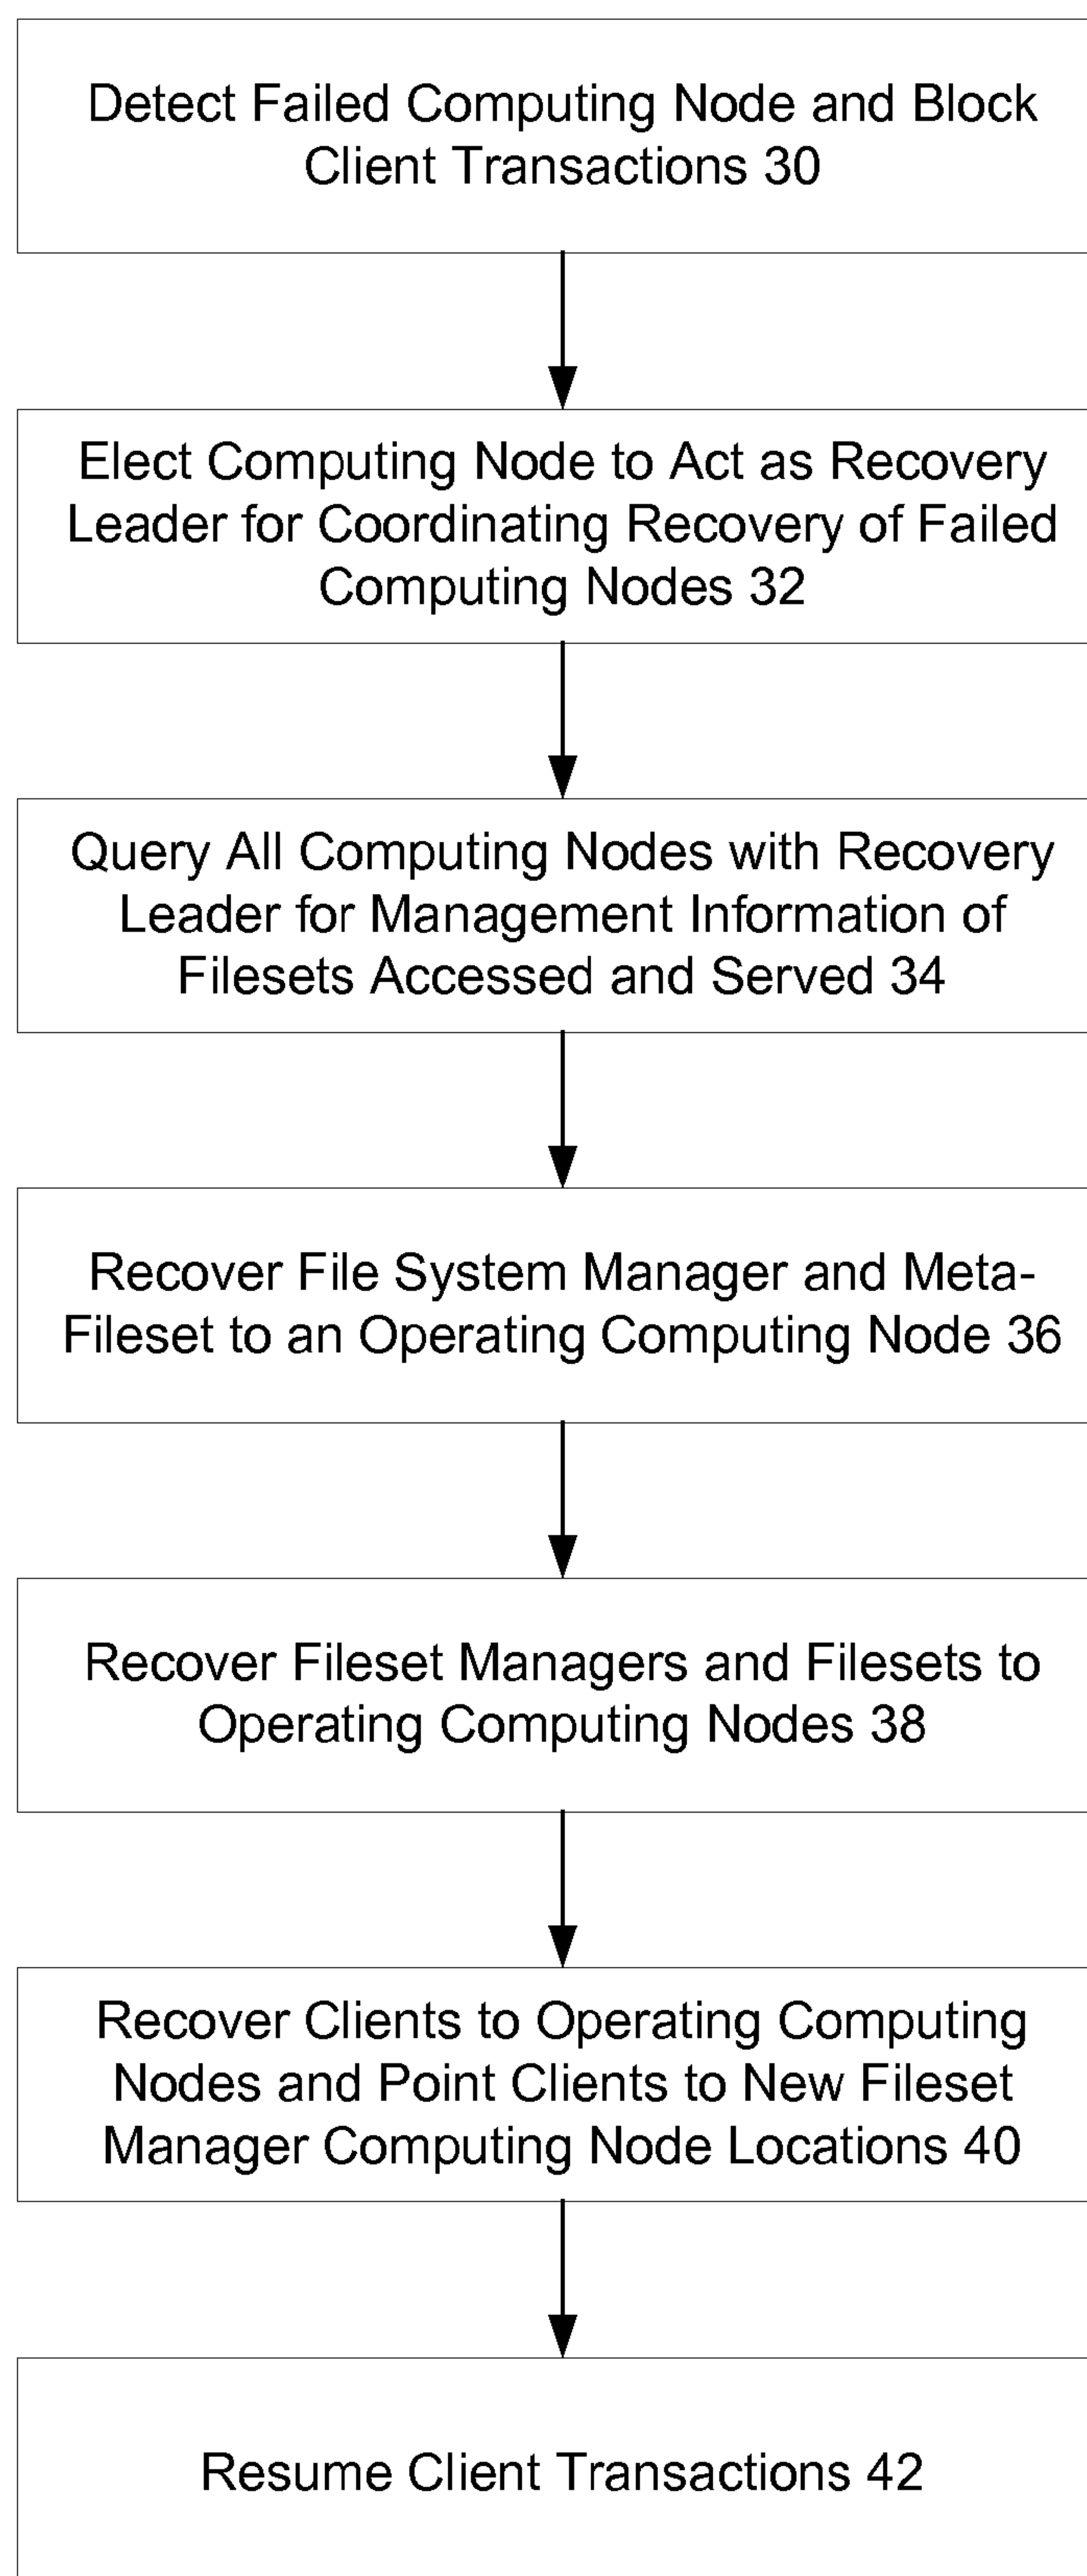 Detect Failed Computing Node and Block
Client Transactions 30
Elect Computing Node to Act as Recovery
Leader for Coordinating Recovery of Failed
Computing Nodes 32
Query All Computing Nodes with Recovery
Leader for Management Information of
Filesets Accessed and Served 34
Recover File System Manager and Meta-
Fileset to an Operating Computing Node 36
Recover Fileset Managers and Filesets to
Operating Computing Nodes 38
Recover Clients to Operating Computing
Nodes and Point Clients to New Fileset
Manager Computing Node Locations 40
Resume Client Transactions 42